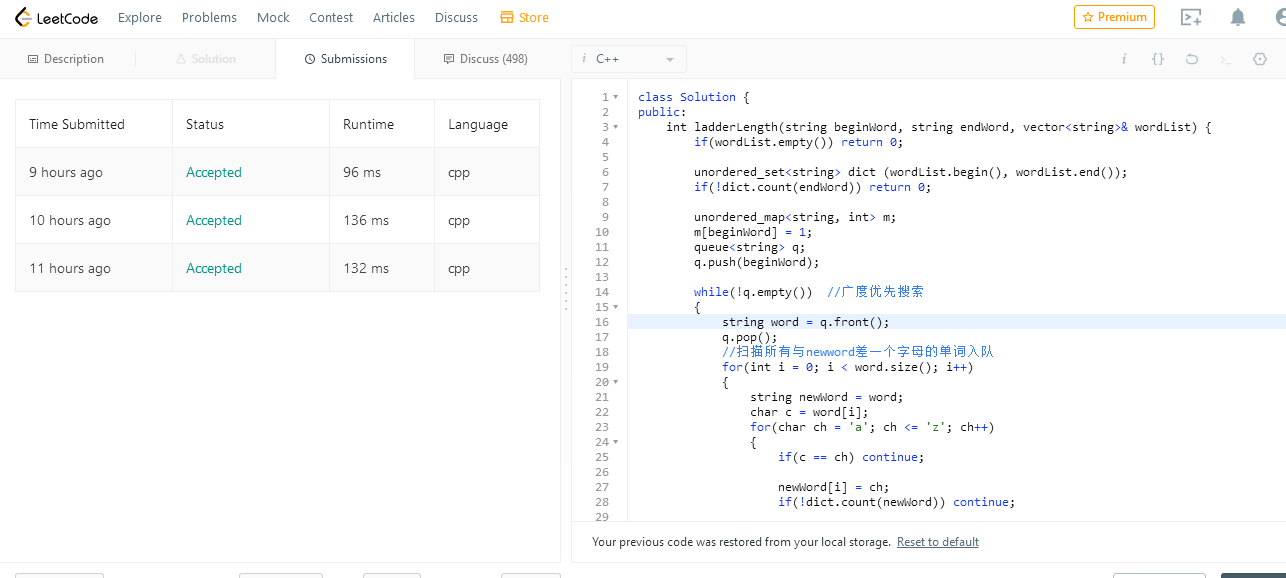 LeetCode Explore Problems Mock Contest Articles Discuss Store Premium
Description Solution Submissions Discuss (498) i C++ i {}
Time Submitted Status Runtime Language
9 hours ago Accepted 96 ms cpp
10 hours ago Accepted 136 ms cpp
11 hours ago Accepted 132 ms cpp
1 class Solution {
2 public:
3 int ladderLength(string beginWord, string endWord, vector<string>& wordList) {
4 if(wordList.empty()) return 0;
5
6 unordered_set<string> dict (wordList.begin(), wordList.end());
7 if(!dict.count(endWord)) return 0;
8
9 unordered_map<string, int> m;
10 m[beginWord] = 1;
11 queue<string> q;
12 q.push(beginWord);
13
14 while(!q.empty()) //广度优先搜索
15 {
16 string word = q.front();
17 q.pop();
18 //扫描所有与newword差一个字母的单词入队
19 for(int i = 0; i < word.size(); i++)
20 {
21 string newWord = word;
22 char c = word[i];
23 for(char ch = 'a'; ch <= 'z'; ch++)
24 {
25 if(c == ch) continue;
26
27 newWord[i] = ch;
28 if(!dict.count(newWord)) continue;
29
Your previous code was restored from your local storage. Reset to default